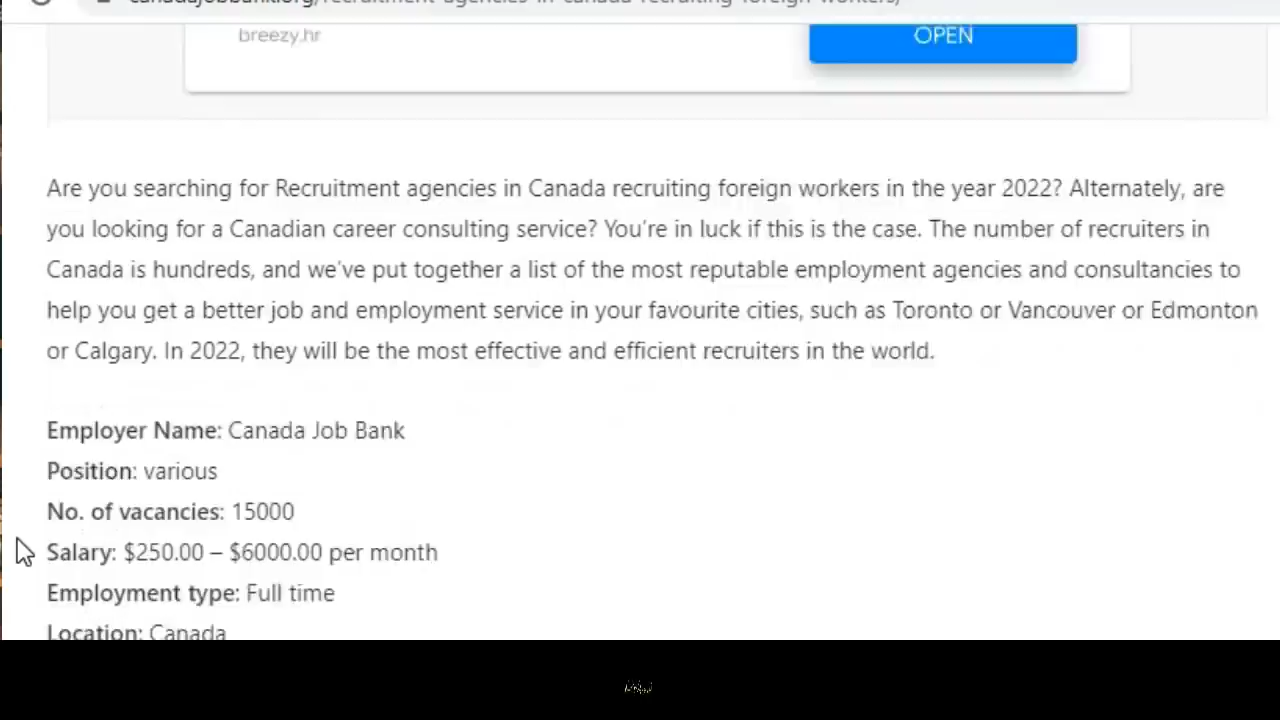 breezy.hr
OPEN
Are you searching for Recruitment agencies in Canada recruiting foreign workers in the year 2022? Alternately, are
you looking for a Canadian career consulting service? You’re in luck if this is the case. The number of recruiters in
Canada is hundreds, and we’ve put together a list of the most reputable employment agencies and consultancies to
help you get a better job and employment service in your favourite cities, such as Toronto or Vancouver or Edmonton
or Calgary. In 2022, they will be the most effective and efficient recruiters in the world.
Employer Name: Canada Job Bank
Position: various
No. of vacancies: 15000
Salary: $250.00 – $6000.00 per month
Employment type: Full time
Location: Canada